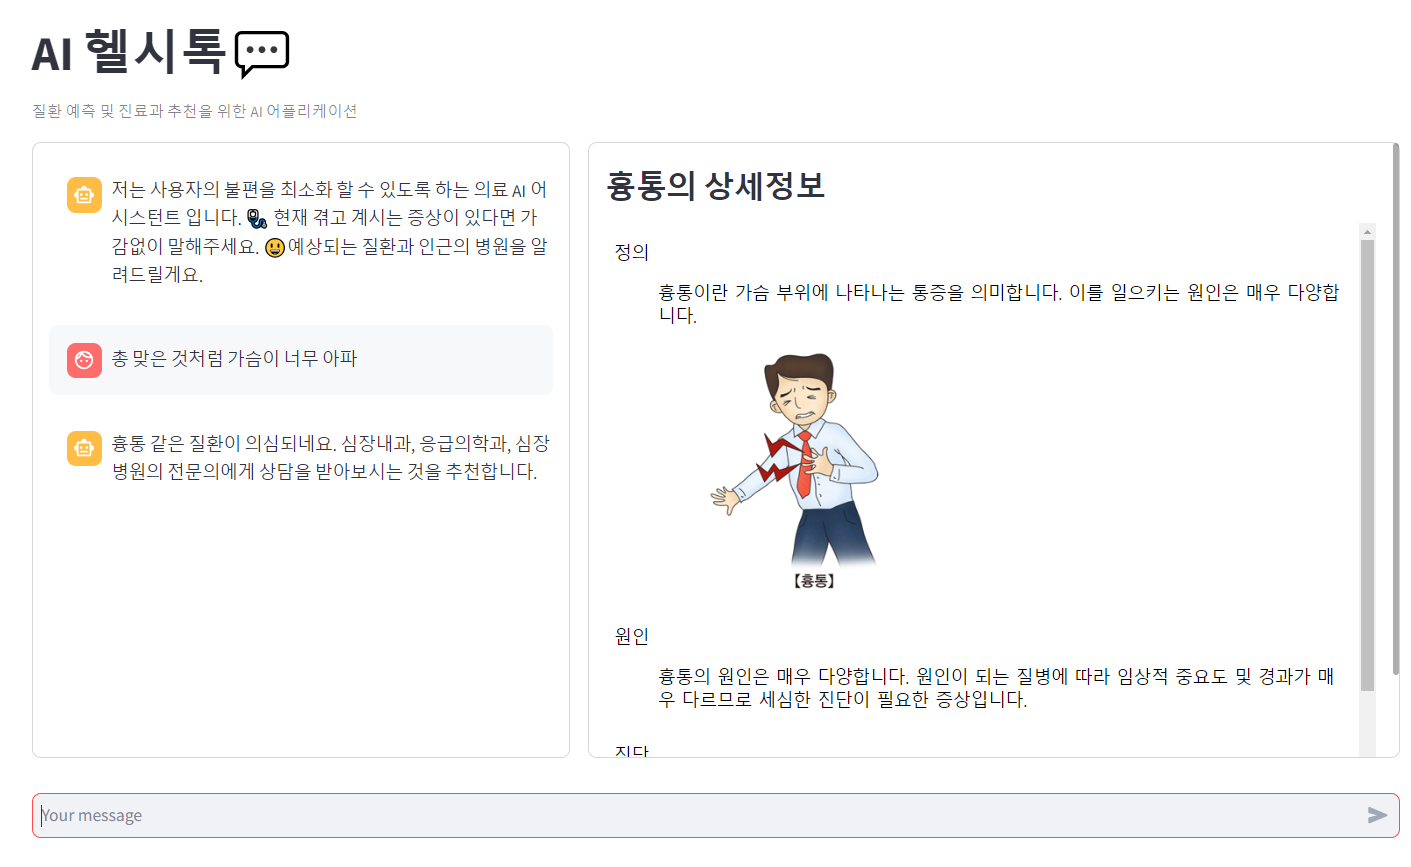 AI 헬시톡
질환 예측 및 진료과 추천을 위한 AI 어플리케이션
저는 사용자의 불편을 최소화 할 수 있도록 하는 의료 AI 어
시스턴트 입니다. 현재 겪고 계시는 증상이 있다면 가
감없이 말해주세요. 예상되는 질환과 인근의 병원을 알
려드릴게요.
총 맞은 것처럼 가슴이 너무 아파
흉통 같은 질환이 의심되네요. 심장내과, 응급의학과, 심장
병원의 전문의에게 상담을 받아보시는 것을 추천합니다.
흉통의 상세정보
정의
흉통이란 가슴 부위에 나타나는 통증을 의미합니다. 이를 일으키는 원인은 매우 다양합
니다.
【흉통】
원인
흉통의 원인은 매우 다양합니다. 원인이 되는 질병에 따라 임상적 중요도 및 경과가 매
우 다르므로 세심한 진단이 필요한 증상입니다.
진단
Your message